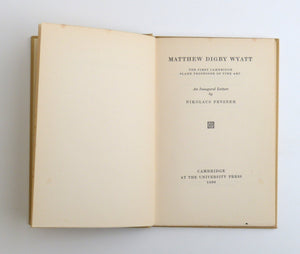 MATTHEW DIGBY WYATT
THE FIRST CAMBRIDGE
SLADE PROFESSOR OF FINE ART
An Inaugural Lecture
by
NIKOLAUS PEVSNER
CAMBRIDGE
AT THE UNIVERSITY PRESS